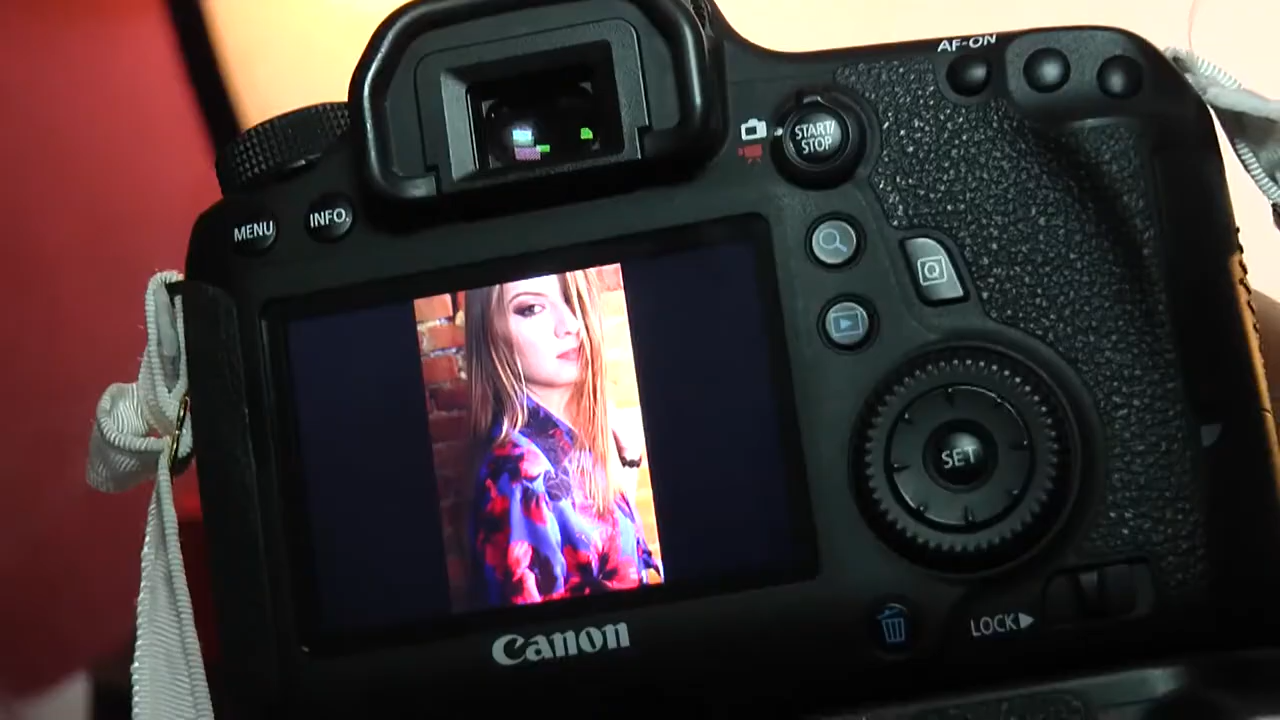 AF-ON
START/
STOP
MENU
INFO.
Q
SET
Canon
LOCK